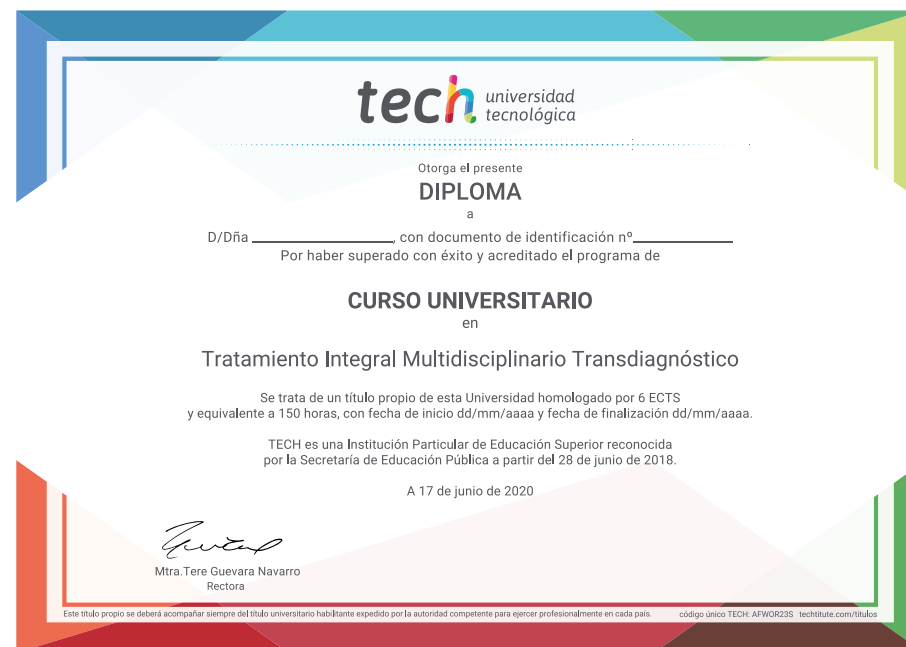 tech universidad
tecnológica
Otorga el presente
DIPLOMA
a
D/Dña ____________________, con documento de identificación nº______________
Por haber superado con éxito y acreditado el programa de
CURSO UNIVERSITARIO
en
Tratamiento Integral Multidisciplinario Transdiagnóstico
Se trata de un título propio de esta Universidad homologado por 6 ECTS
y equivalente a 150 horas, con fecha de inicio dd/mm/aaaa y fecha de finalización dd/mm/aaaa.
TECH es una Institución Particular de Educación Superior reconocida
por la Secretaría de Educación Pública a partir del 28 de junio de 2018.
A 17 de junio de 2020
Mtra.Tere Guevara Navarro
Rectora
Este título propio se deberá acompañar siempre del título universitario habilitante expedido por la autoridad competente para ejercer profesionalmente en cada país. código único TECH: AFWOR23S techtitute.com/títulos